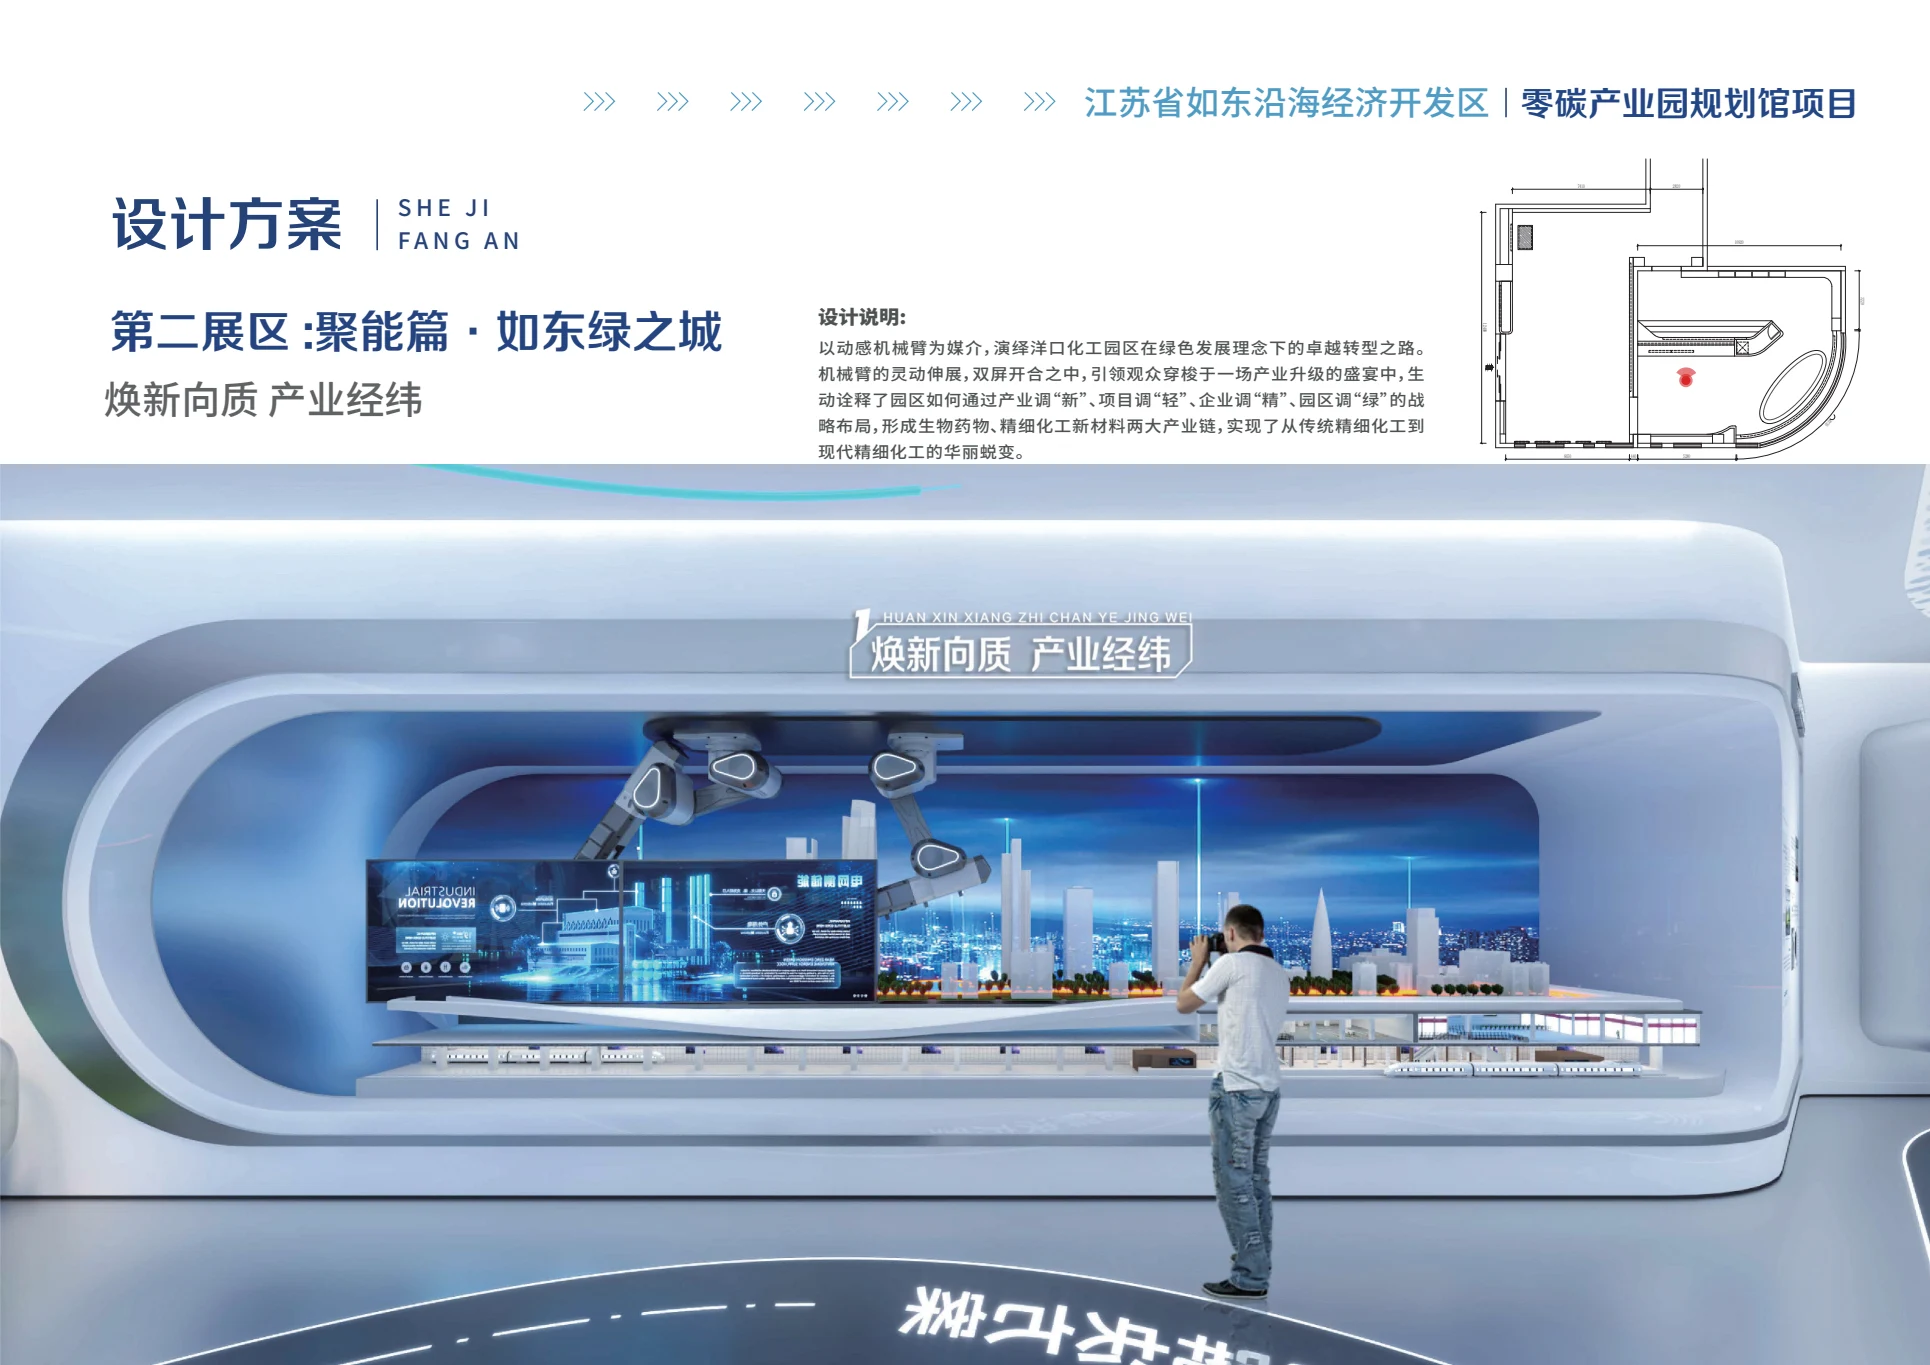 江苏省如东沿海经济开发区|零碳产业园规划馆项目
设计方案
SHE JI
FANG AN
第二展区:聚能篇·如东绿之城
焕新向质 产业经纬
设计说明:
以动感机械臂为媒介,演绎洋口化工园区在绿色发展理念下的卓越转型之路。
机械臂的灵动伸展,双屏开合之中,引领观众穿梭于一场产业升级的盛宴中,生
动诠释了园区如何通过产业调“新”、项目调“轻”、企业调“精”、园区调“绿”的战
略布局,形成生物药物、精细化工新材料两大产业链,实现了从传统精细化工到
现代精细化工的华丽蜕变。
HUAN XIN XIANG ZHI CHAN YE JING WEI
焕新向质 产业经纬
INDUSTRIAL
REVOLUTION